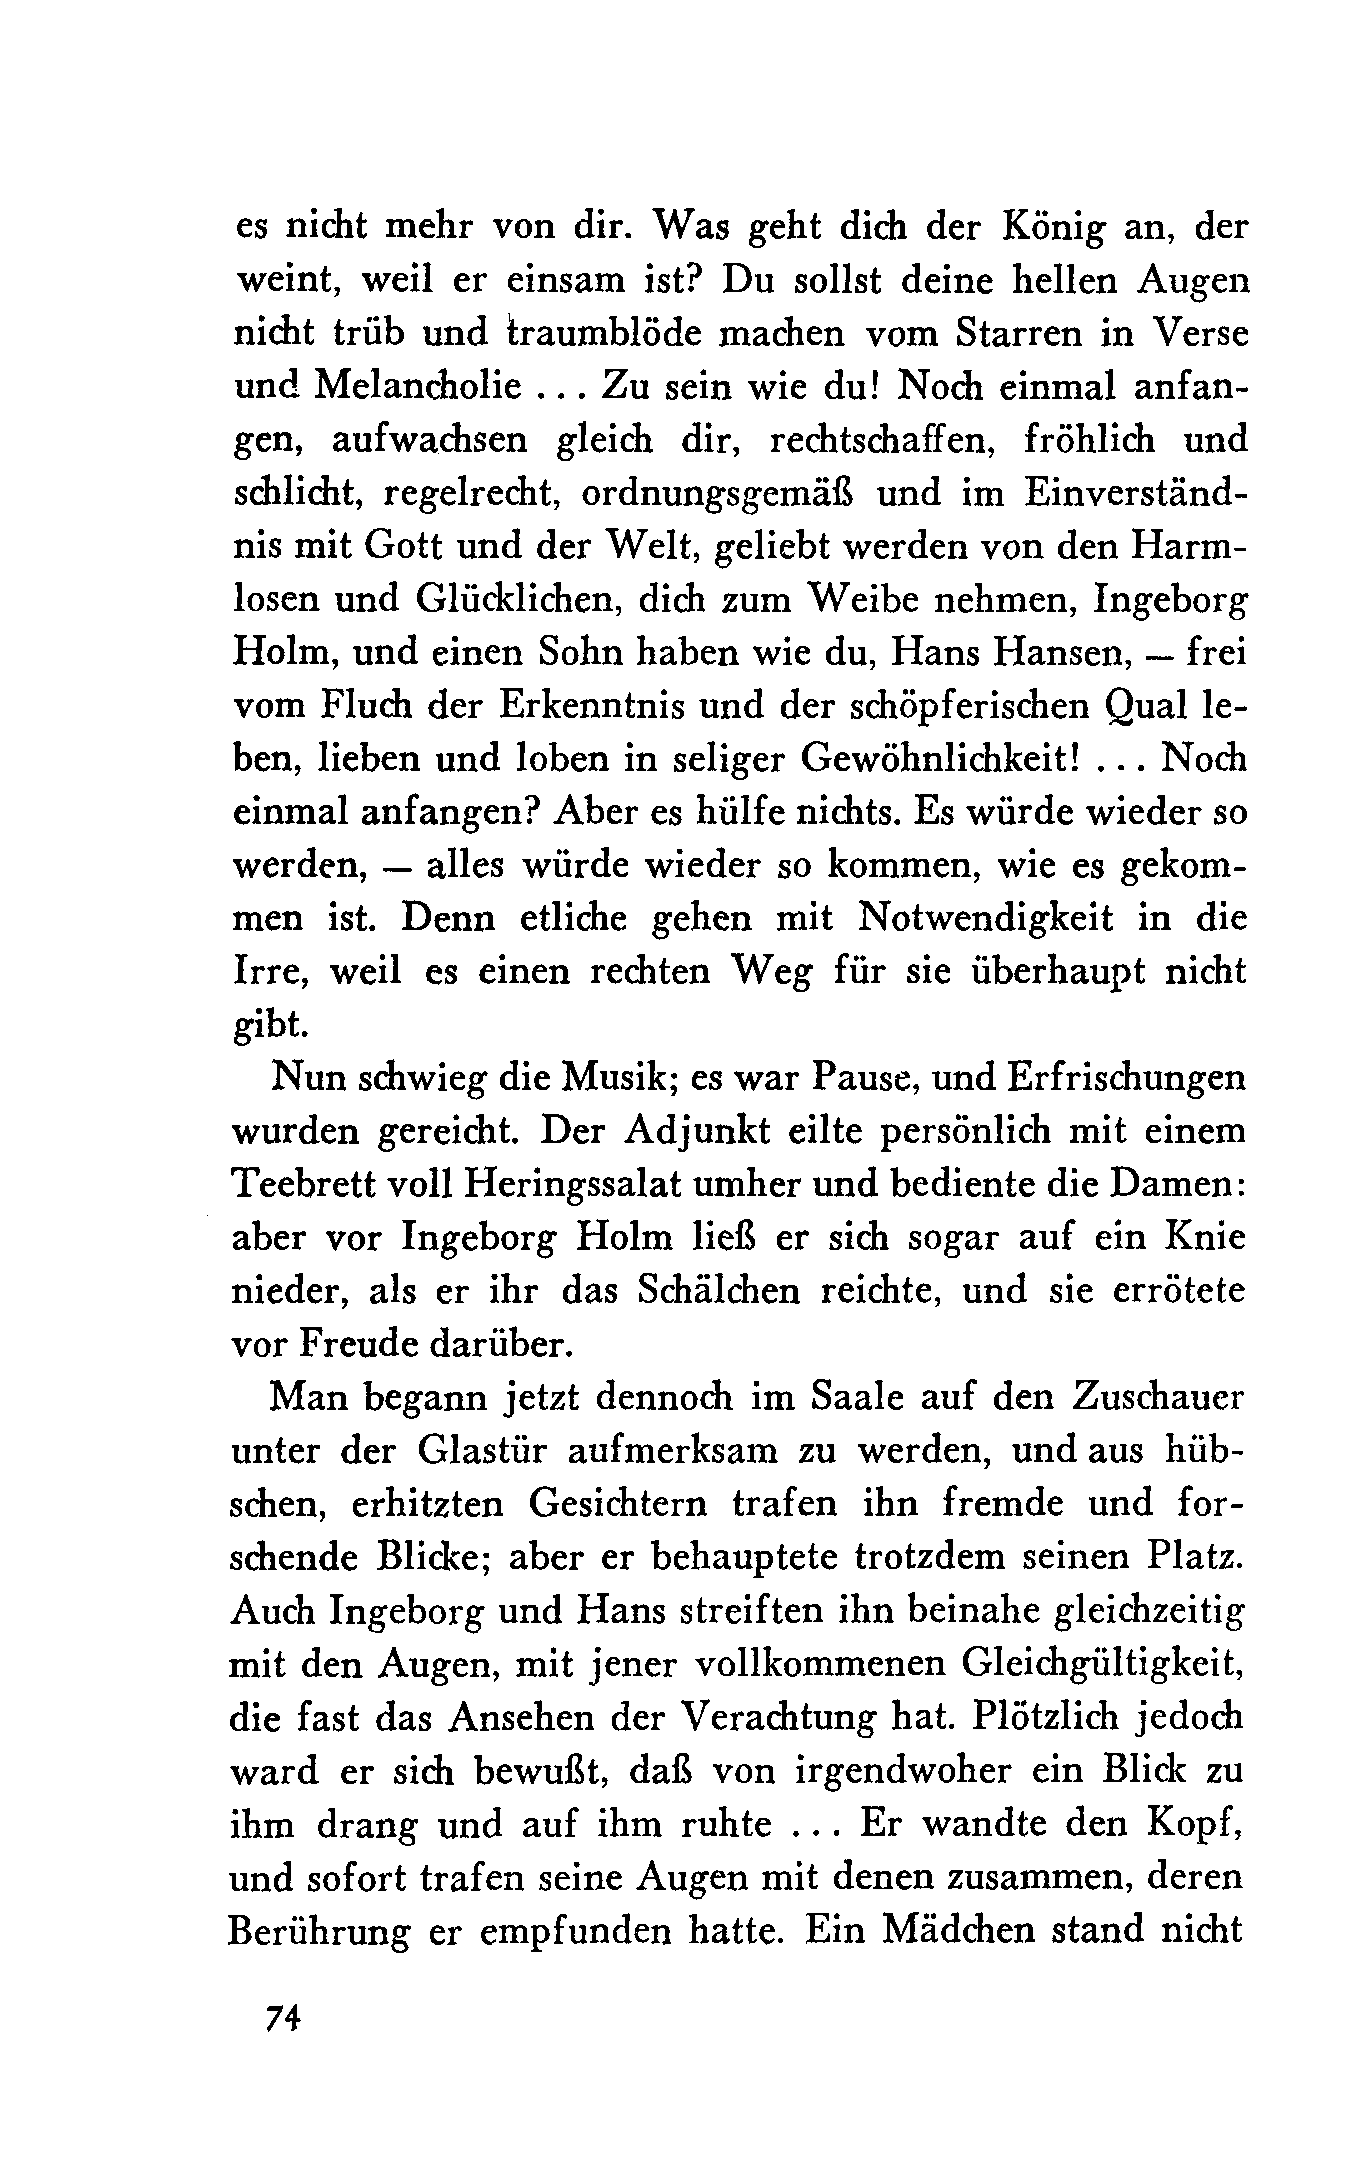 es nicht mehr von dir. Was geht dich der König an, der
weint, weil er einsam ist? Du sollst deine hellen Augen
nicht trüb und traumblöde machen vom Starren in Verse
und Melancholie ... Zu sein wie du! Noch einmal anfan-
gen, aufwachsen gleich dir, rechtschaffen, fröhlich und
schlicht, regelrecht, ordnungsgemäß und im Einverständ-
nis mit Gott und der Welt, geliebt werden von den Harm-
losen und Glücklichen, dich zum Weibe nehmen, Ingeborg
Holm, und einen Sohn haben wie du, Hans Hansen, – frei
vom Fluch der Erkenntnis und der schöpferischen Qual le-
ben, lieben und loben in seliger Gewöhnlichkeit! ... Noch
einmal anfangen? Aber es hülfe nichts. Es würde wieder so
werden, – alles würde wieder so kommen, wie es gekom-
men ist. Denn etliche gehen mit Notwendigkeit in die
Irre, weil es einen rechten Weg für sie überhaupt nicht
gibt.
Nun schwieg die Musik; es war Pause, und Erfrischungen
wurden gereicht. Der Adjunkt eilte persönlich mit einem
Teebrett voll Heringssalat umher und bediente die Damen:
aber vor Ingeborg Holm ließ er sich sogar auf ein Knie
nieder, als er ihr das Schälchen reichte, und sie errötete
vor Freude darüber.
Man begann jetzt dennoch im Saale auf den Zuschauer
unter der Glastür aufmerksam zu werden, und aus hüb-
schen, erhitzten Gesichtern trafen ihn fremde und for-
schende Blicke; aber er behauptete trotzdem seinen Platz.
Auch Ingeborg und Hans streiften ihn beinahe gleichzeitig
mit den Augen, mit jener vollkommenen Gleichgültigkeit,
die fast das Ansehen der Verachtung hat. Plötzlich jedoch
ward er sich bewußt, daß von irgendwoher ein Blick zu
ihm drang und auf ihm ruhte ... Er wandte den Kopf,
und sofort trafen seine Augen mit denen zusammen, deren
Berührung er empfunden hatte. Ein Mädchen stand nicht
74